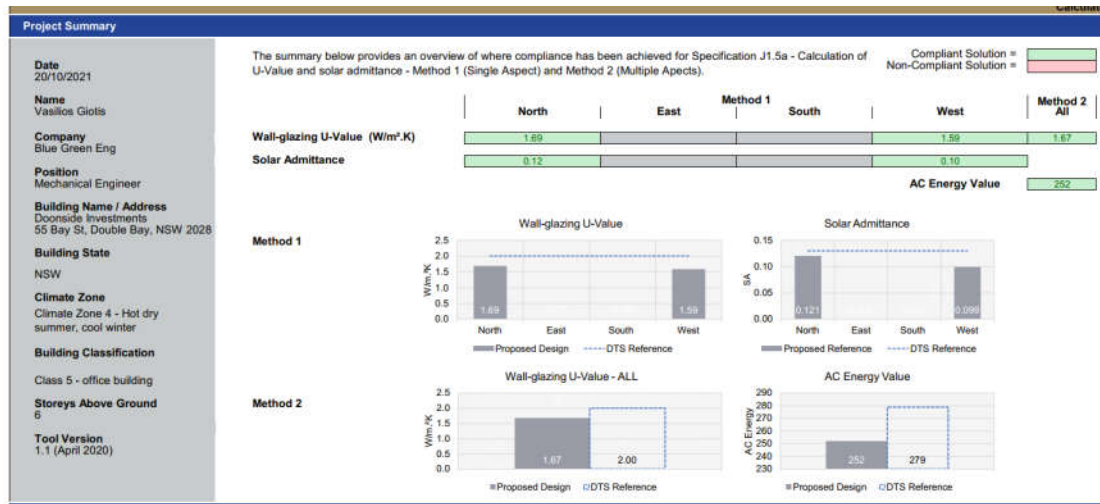 Project Summary
Date
20/10/2021
Name
Vasilios Giotis
Company
Blue Green Eng
Position
Mechanical Engineer
Building Name / Address
Doonside Investments
55 Bay St, Double Bay, NSW 2028
Building State
NSW
Climate Zone
Climate Zone 4 - Hot dry
summer, cool winter
Building Classification
Class 5 - office building
Storeys Above Ground
6
Tool Version
1.1 (April 2020)
The summary below provides an overview of where compliance has been achieved for Specification J1.5a - Calculation of
U-Value and solar admittance - Method 1 (Single Aspect) and Method 2 (Multiple Apects).
Compliant Solution =
Non-Compliant Solution =
Method 1
Method 2
North East South West All
Wall-glazing U-Value (W/m².K) 1.69 1.59 1.67
Solar Admittance 0.12 0.10
AC Energy Value 252
Method 1
Wall-glazing U-Value
W/m.²K
2.5
2.0
1.5
1.0
0.5
0.0
1.69 1.59
North East South West
Proposed Design DTS Reference
Solar Admittance
SA
0.15
0.10
0.05
0.00
0.121 0.099
North East South West
Proposed Reference DTS Reference
Method 2
Wall-glazing U-Value - ALL
W/m.²K
2.5
2.0
1.5
1.0
0.5
0.0
1.67 2.00
Proposed Design DTS Reference
AC Energy Value
AC Energy
290
280
270
260
250
240
230
252 279
Proposed Design DTS Reference